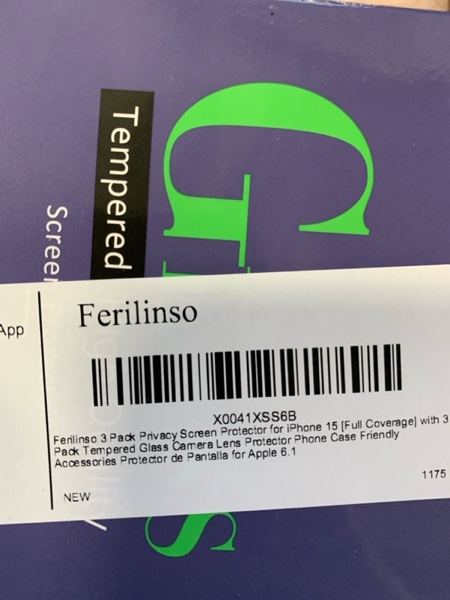 Tempered
Screen
App
Ferilinso
X0041XSS6B
Ferilinso 3 Pack Privacy Screen Protector for iPhone 15 [Full Coverage] with 3
Pack Tempered Glass Camera Lens Protector Phone Case Friendly
Accessories Protector de Pantalla for Apple 6.1
NEW
1175